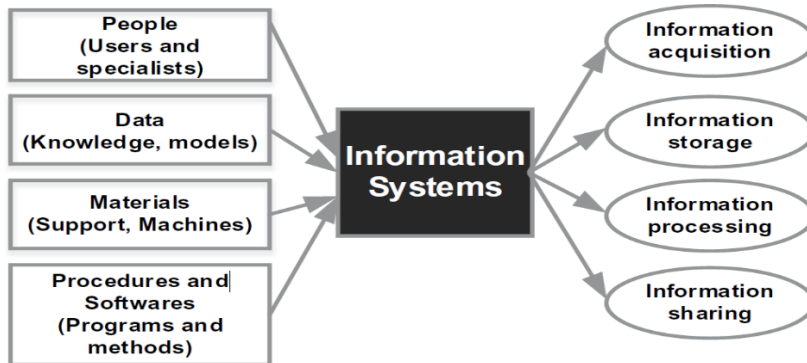 People
(Users and
specialists)
Data
(Knowledge, models)
Materials
(Support, Machines)
Procedures and
Softwares
(Programs and
methods)
Information
Systems
Information
acquisition
Information
storage
Information
processing
Information
sharing